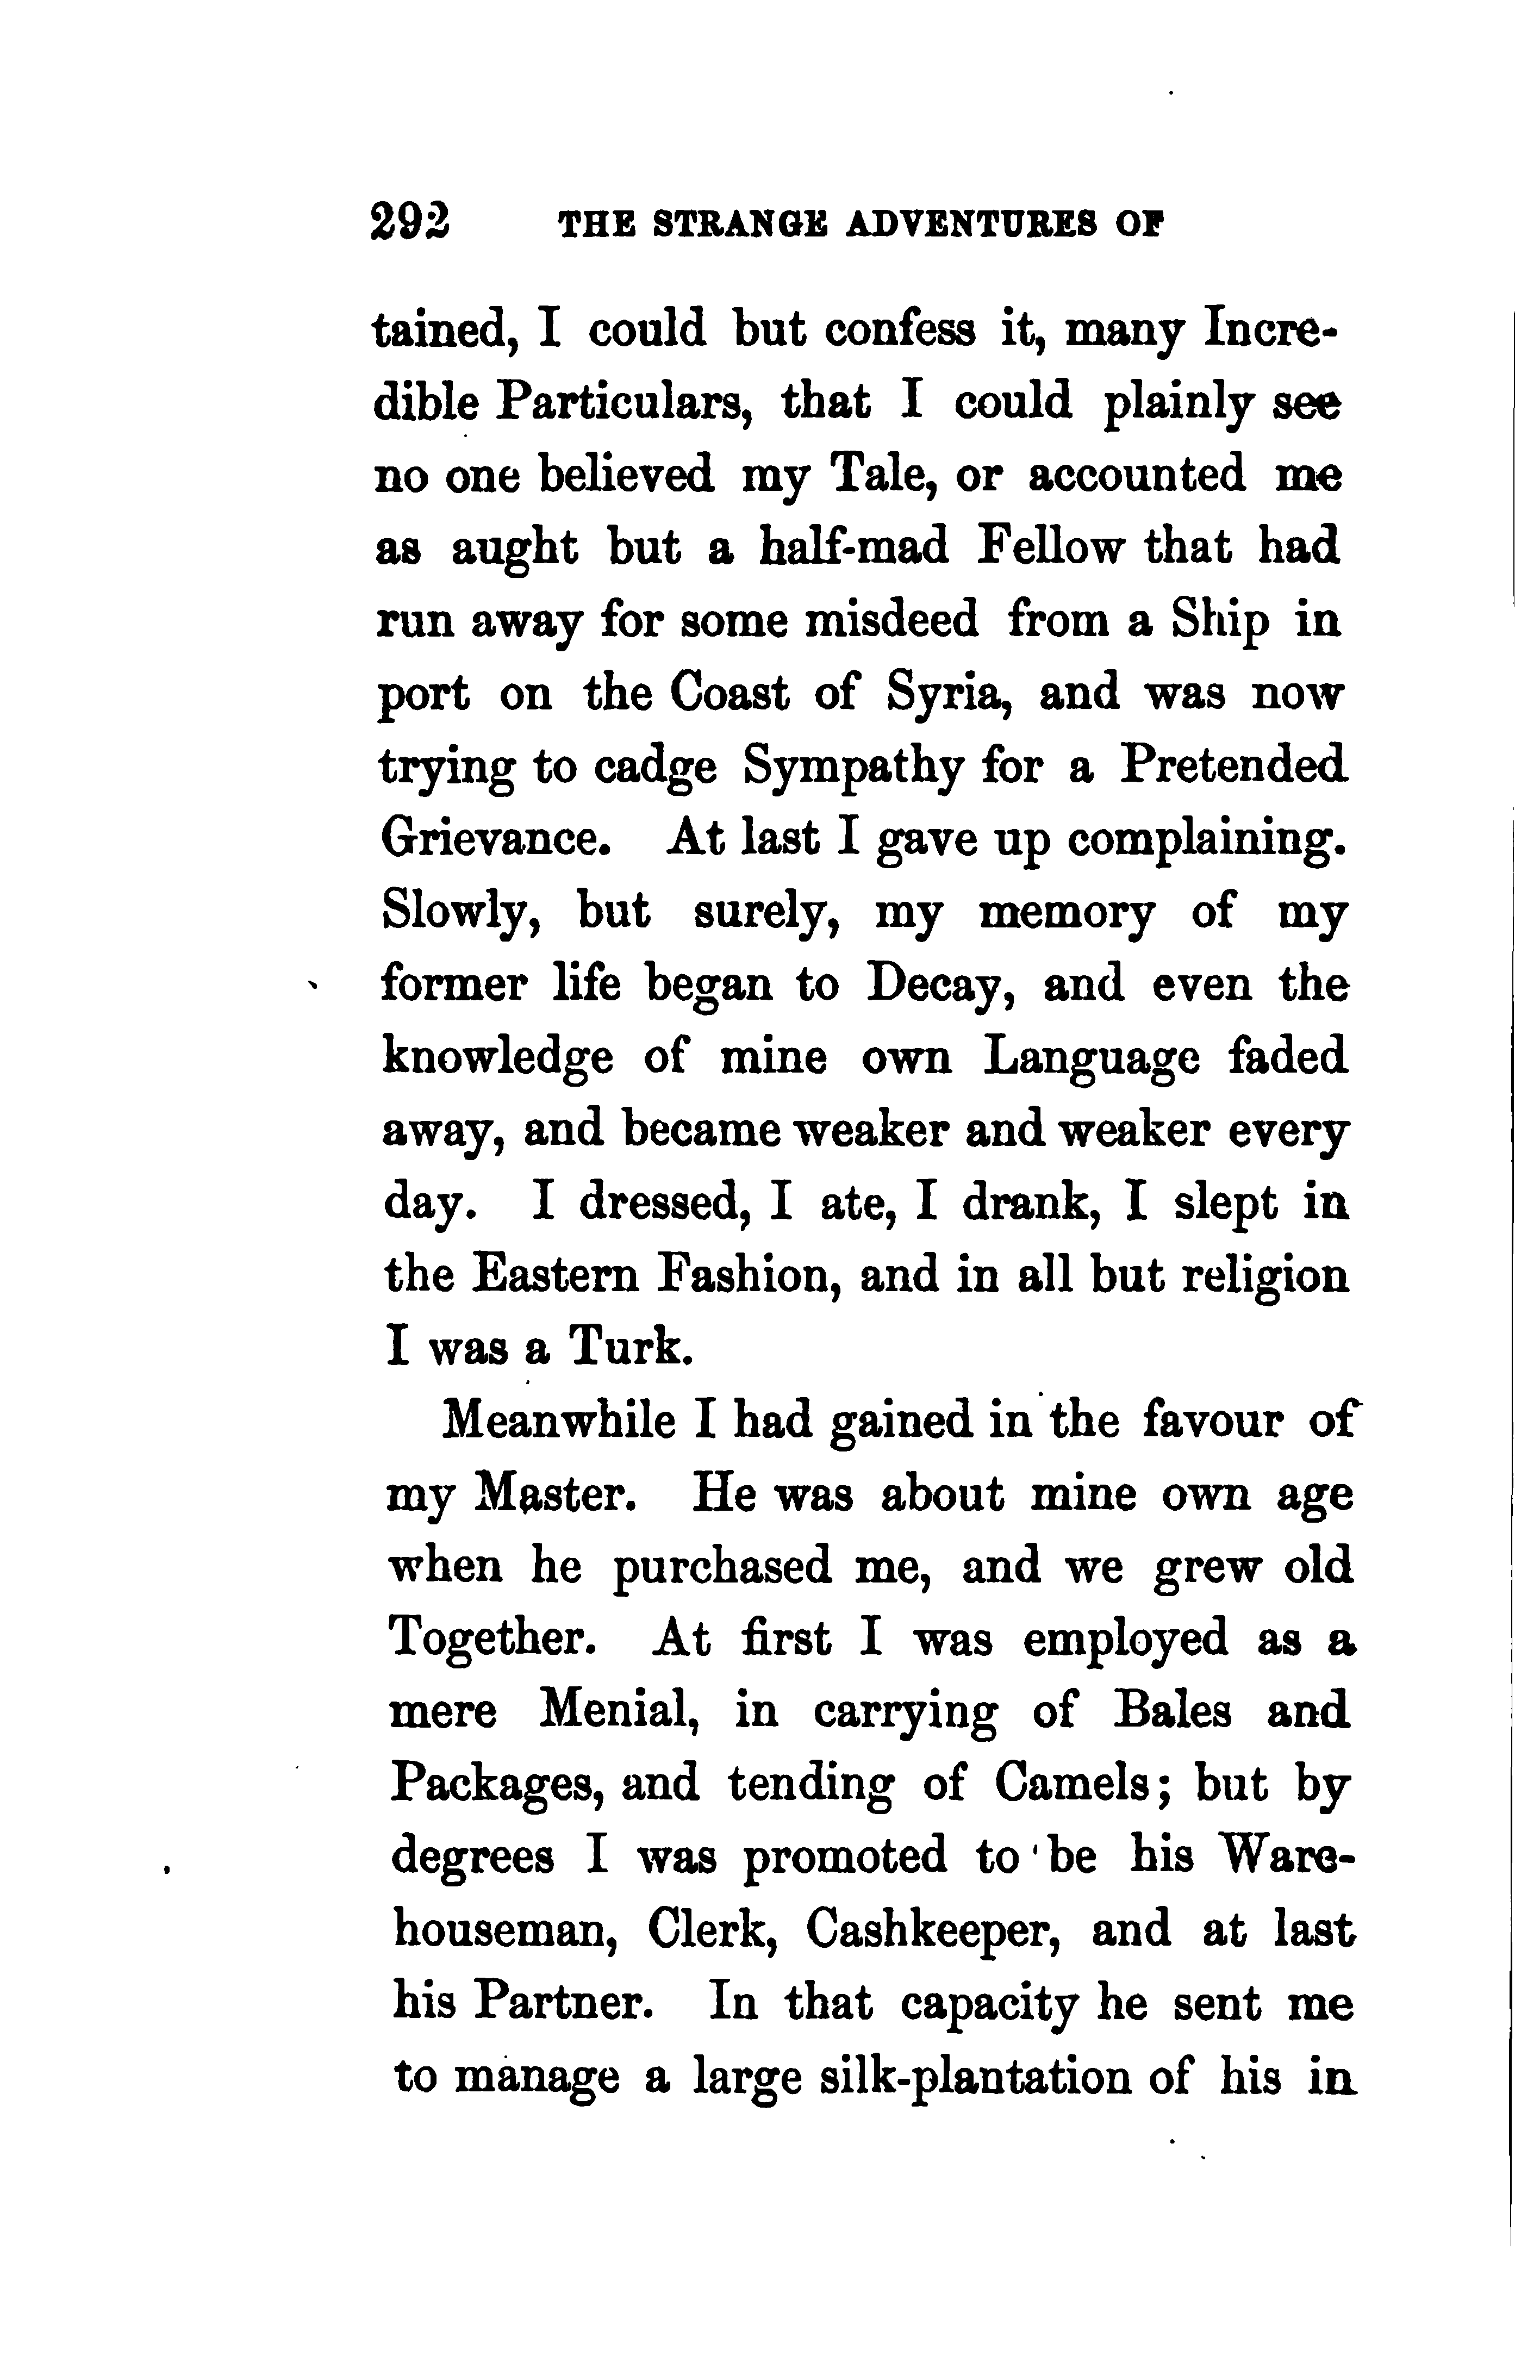 292 THE STRANGE ADVENTURES OF
tained, I could but confess it, many Incre-
dible Particulars, that I could plainly see
no one believed my Tale, or accounted me
as aught but a half-mad Fellow that had
run away for some misdeed from a Ship in
port on the Coast of Syria, and was now
trying to cadge Sympathy for a Pretended
Grievance. At last I gave up complaining.
Slowly, but surely, my memory of my
former life began to Decay, and even the
knowledge of mine own Language faded
away, and became weaker and weaker every
day. I dressed, I ate, I drank, I slept in
the Eastern Fashion, and in all but religion
I was a Turk.
Meanwhile I had gained in the favour of
my Master. He was about mine own age
when he purchased me, and we grew old
Together. At first I was employed as a
mere Menial, in carrying of Bales and
Packages, and tending of Camels; but by
degrees I was promoted to be his Ware-
houseman, Clerk, Cashkeeper, and at last
his Partner. In that capacity he sent me
to manage a large silk-plantation of his in